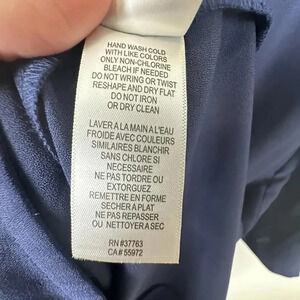 HAND WASH COLD
WITH LIKE COLORS
ONLY NON-CHLORINE
BLEACH IF NEEDED
DO NOT WRING OR TWIST
RESHAPE AND DRY FLAT
DO NOT IRON
OR DRY CLEAN
LAVER A LA MAIN A L'EAU
FROIDE AVEC COULEURS
SIMILAIRES BLANCHIR
SANS CHLORE SI
NECESSAIRE
NE PAS TORDRE OU
EXTORGUEZ
REMETTRE EN FORME
SECHER A PLAT
NE PAS REPASSER
OU NETTOYER A SEC
RN #37763
CA# 55972